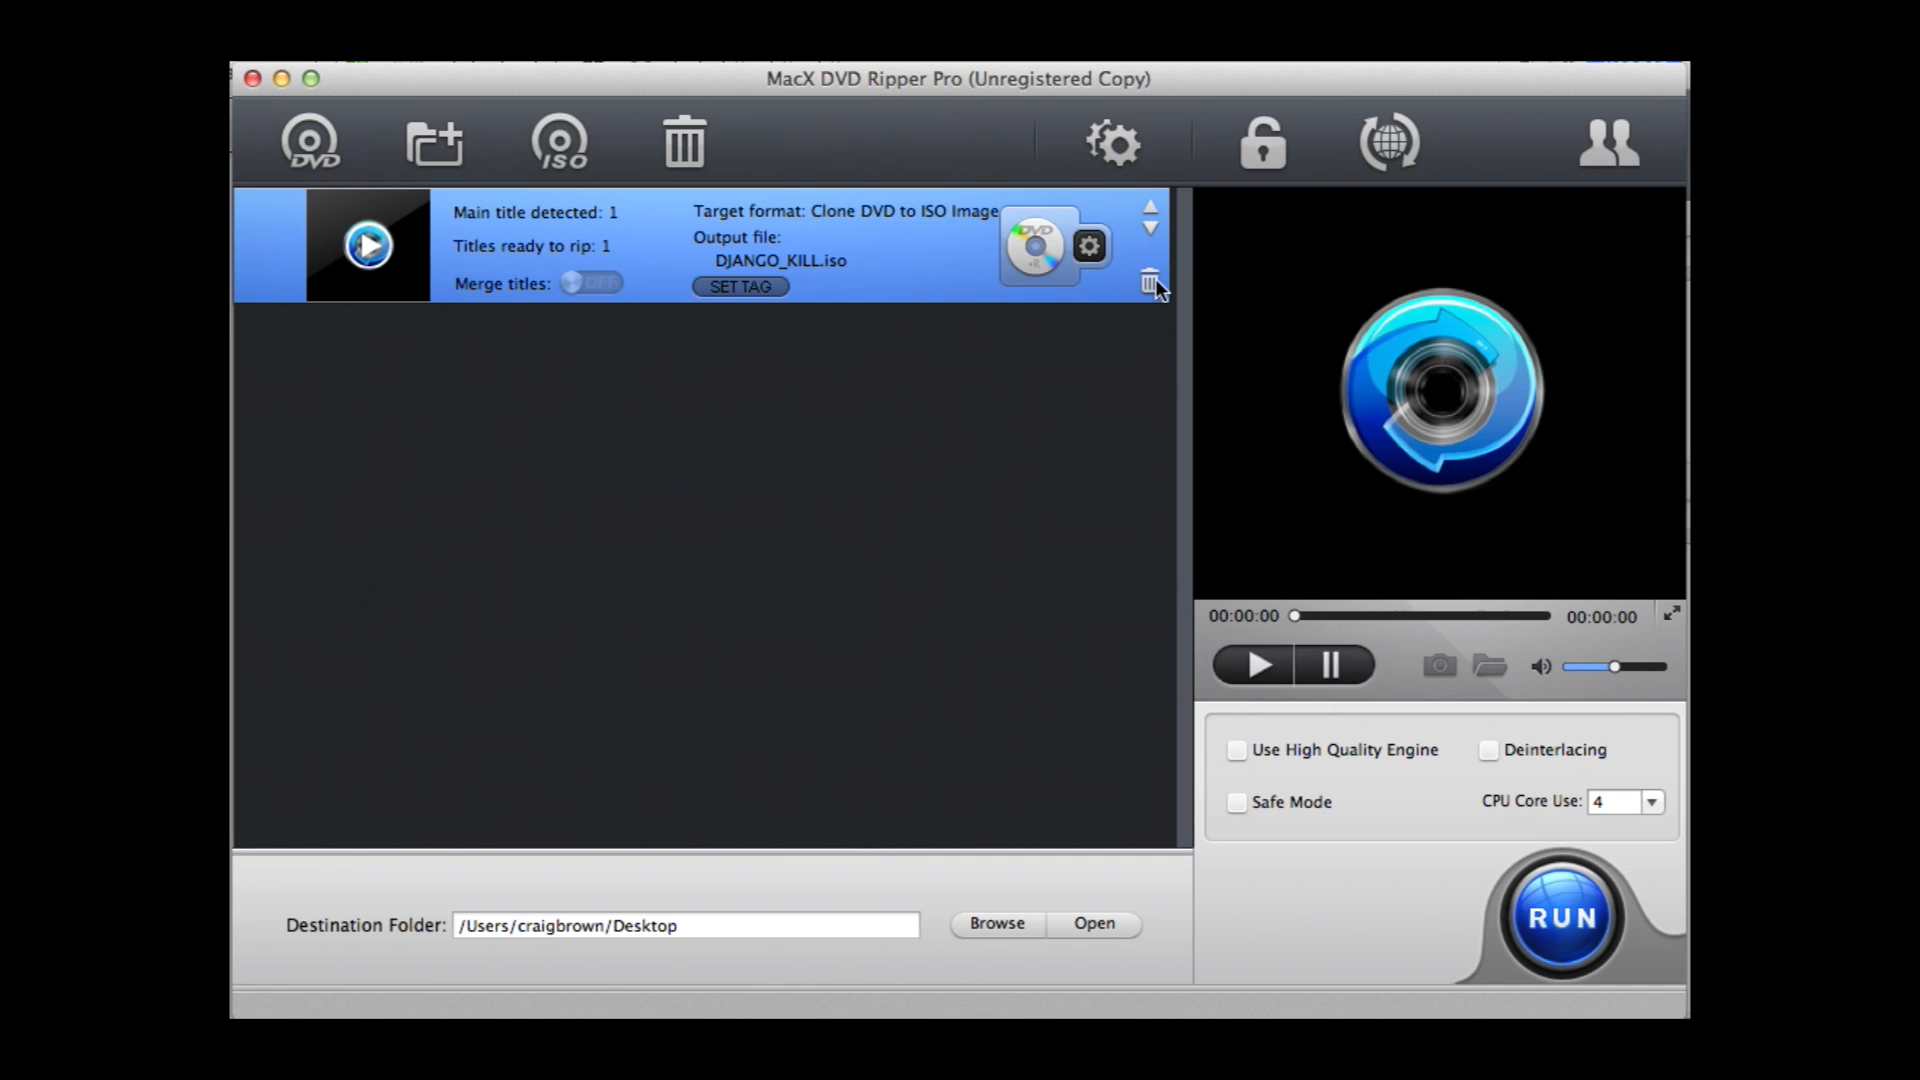 MacX DVD Ripper Pro (Unregistered Copy)
DVD
ISO
Main title detected: 1
Titles ready to rip: 1
Merge titles: OFF
Target format: Clone DVD to ISO Image
Output file:
DJANGO_KILL.iso
SET TAG
DVD
+R
00:00:00
00:00:00
Use High Quality Engine
Deinterlacing
Safe Mode
CPU Core Use: 4
Destination Folder: /Users/craigbrown/Desktop
Browse
Open
RUN